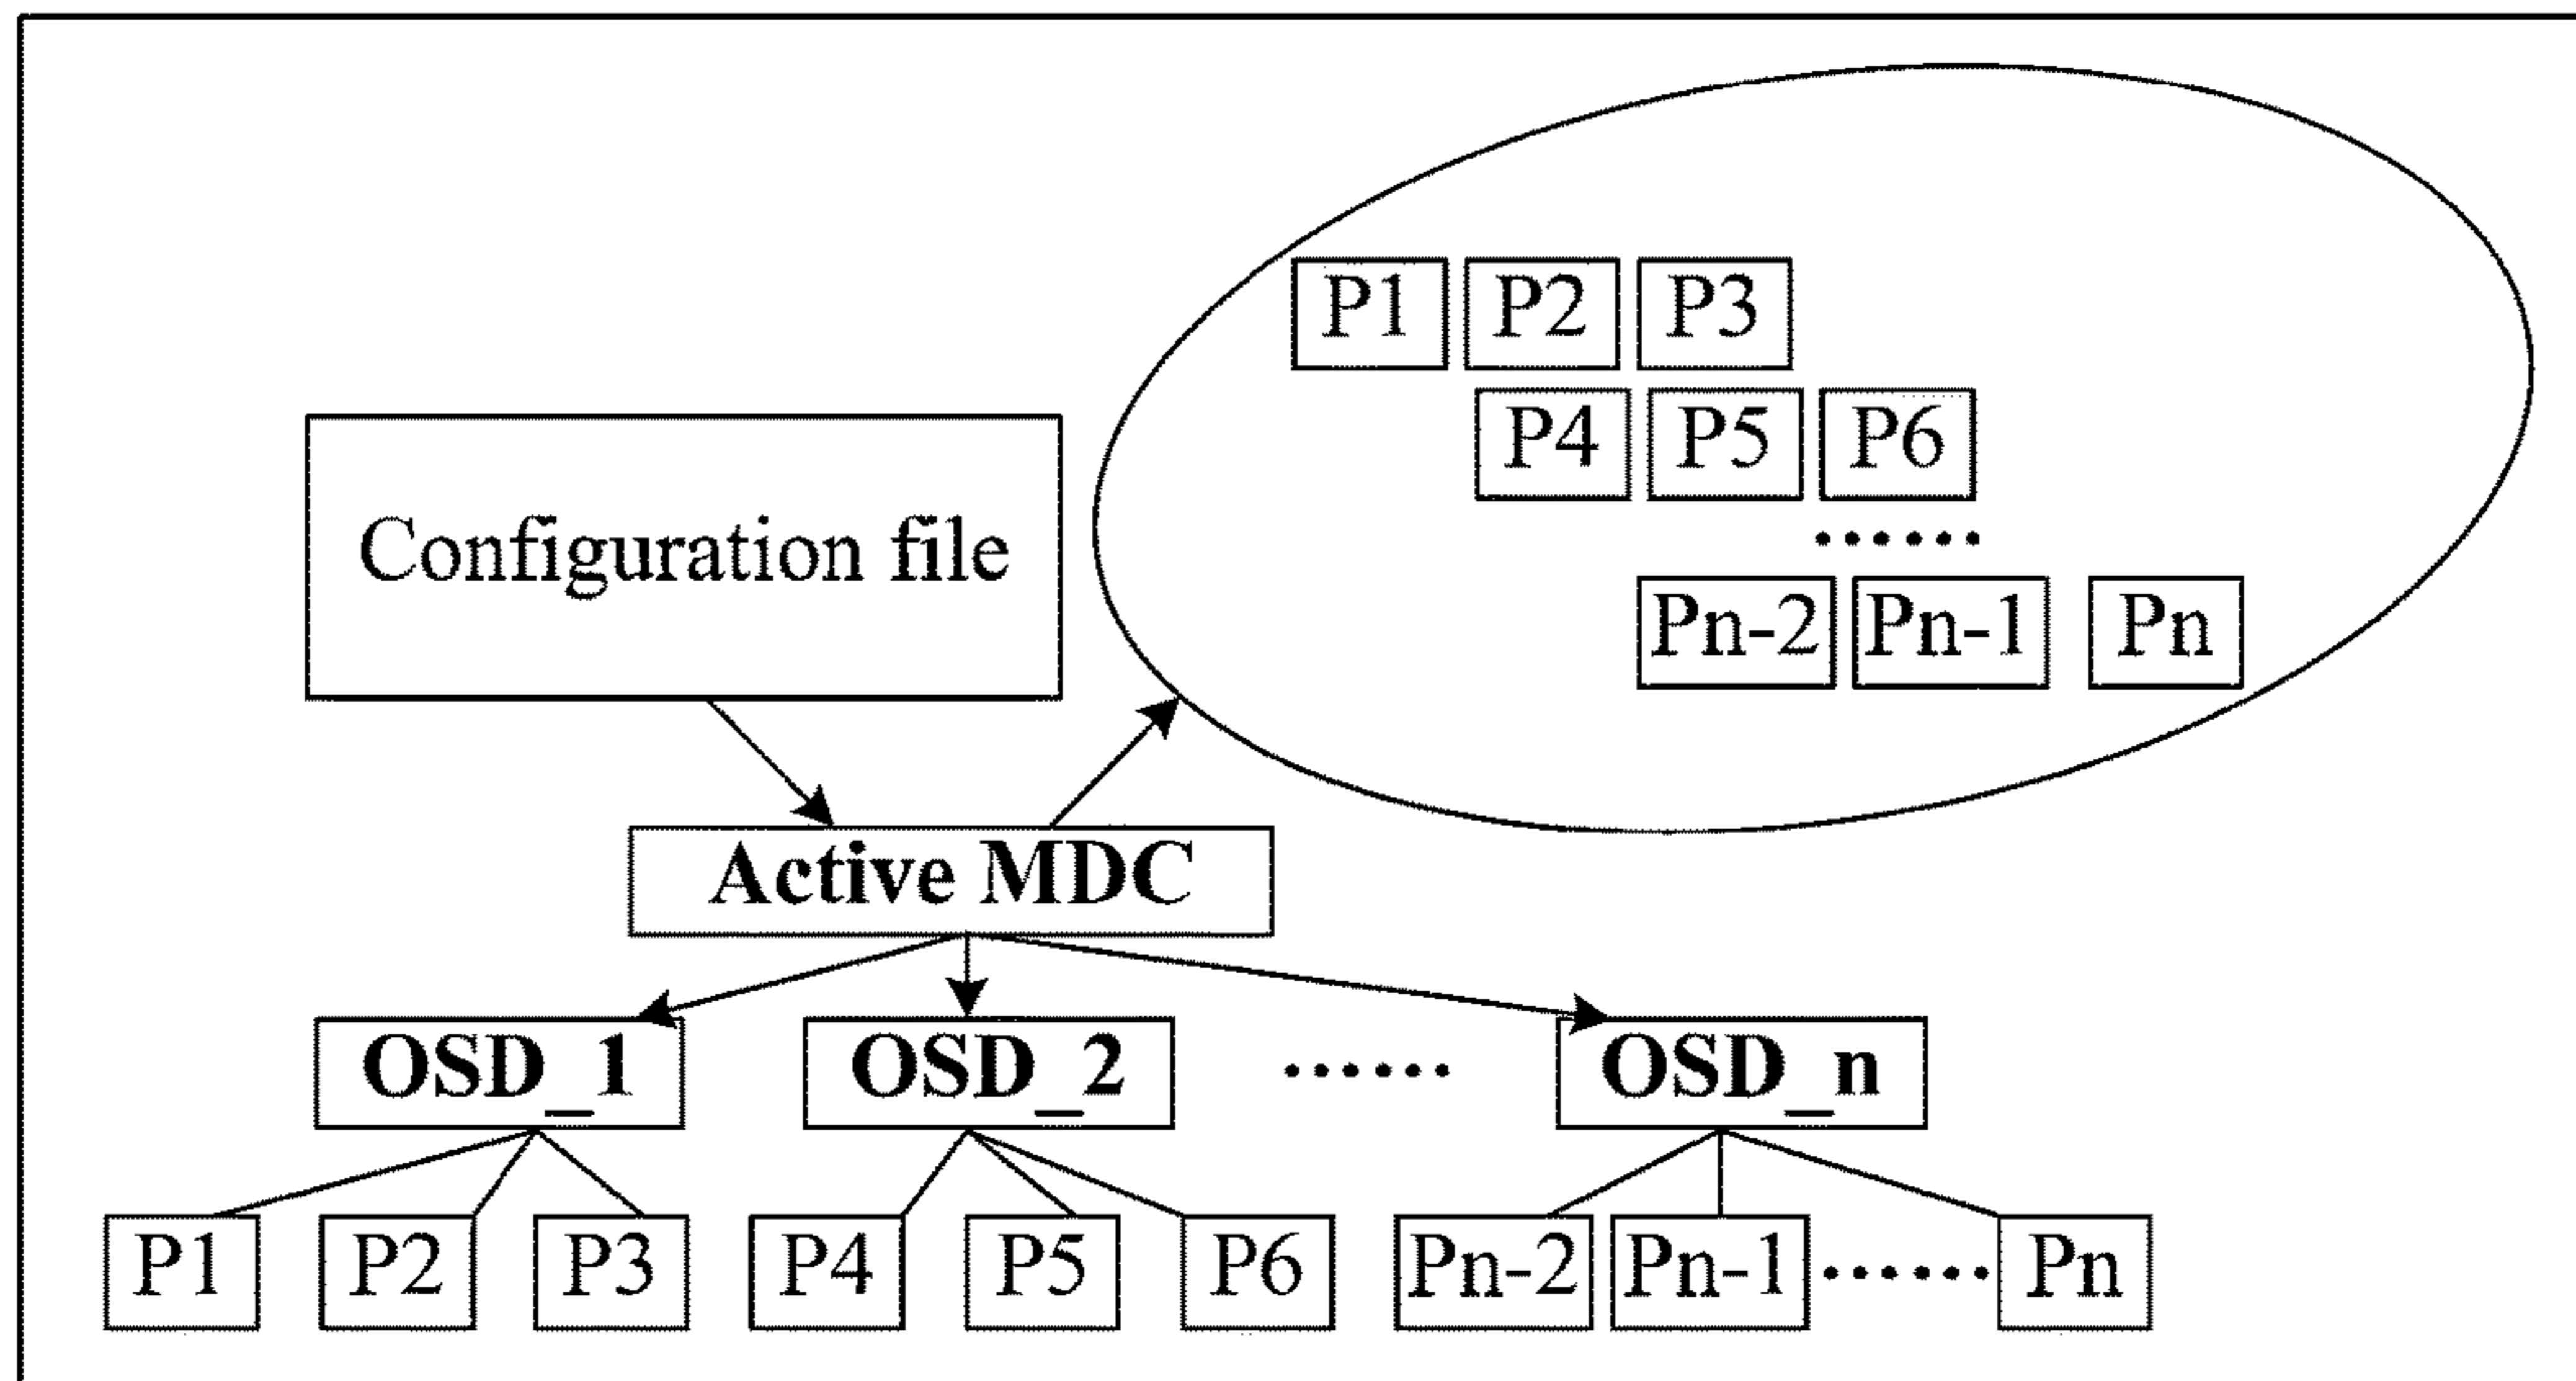 P1 P2 P3
P4 P5 P6
......
Configuration file
Pn-2 Pn-1 Pn
Active MDC
OSD_1 OSD_2 ...... OSD_n
P1 P2 P3 P4 P5 P6 Pn-2 Pn-1 ...... Pn